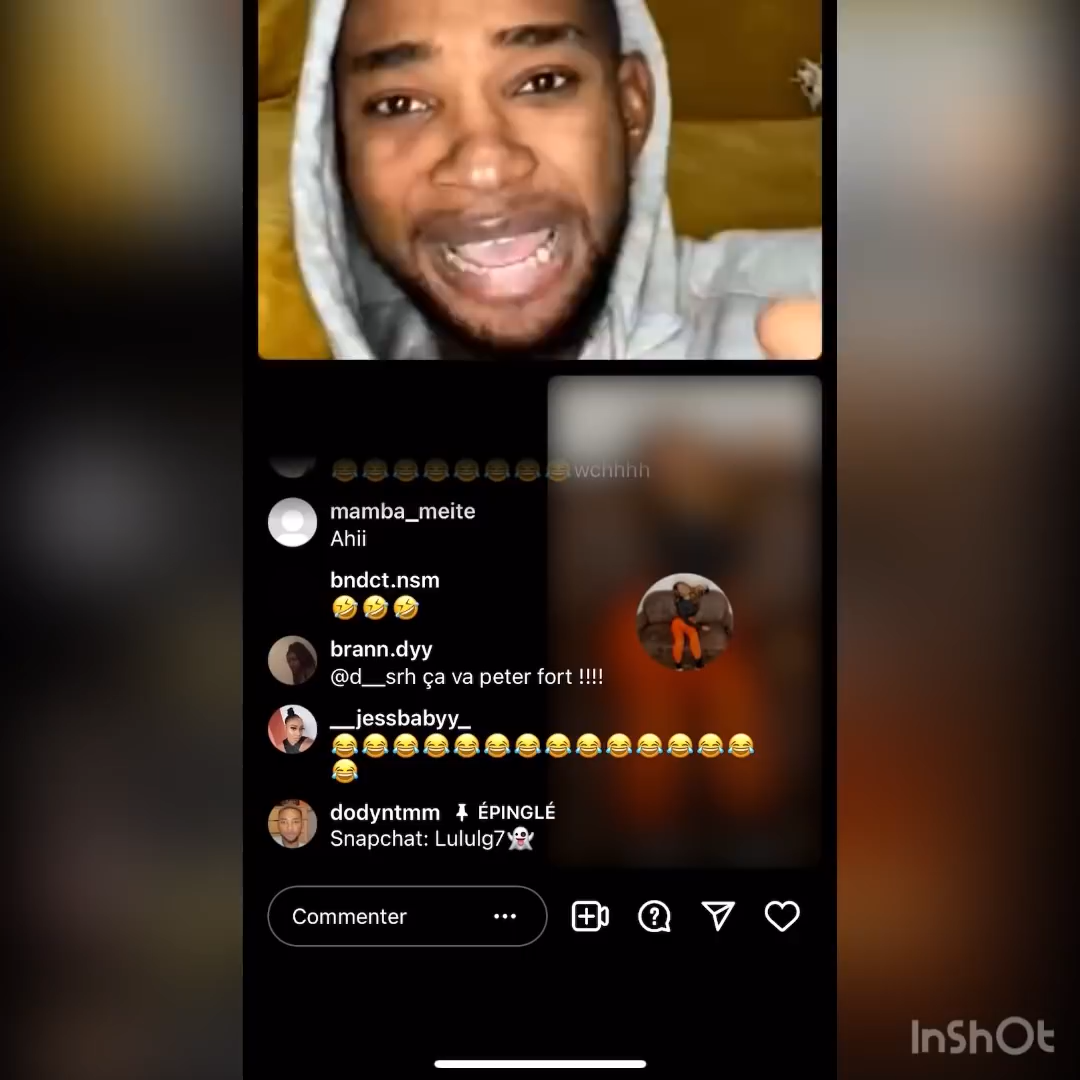 😂😂😂😂😂😂😂😂wchhhh
mamba_meite
Ahii
bndct.nsm
🤣🤣🤣
brann.dyy
@d__srh ça va peter fort !!!!
__jessbabyy_
😂😂😂😂😂😂😂😂😂😂😂😂😂😂
😂
dodyntmm ÉPINGLÉ
Snapchat: Lululg7👻
Commenter
InShOt